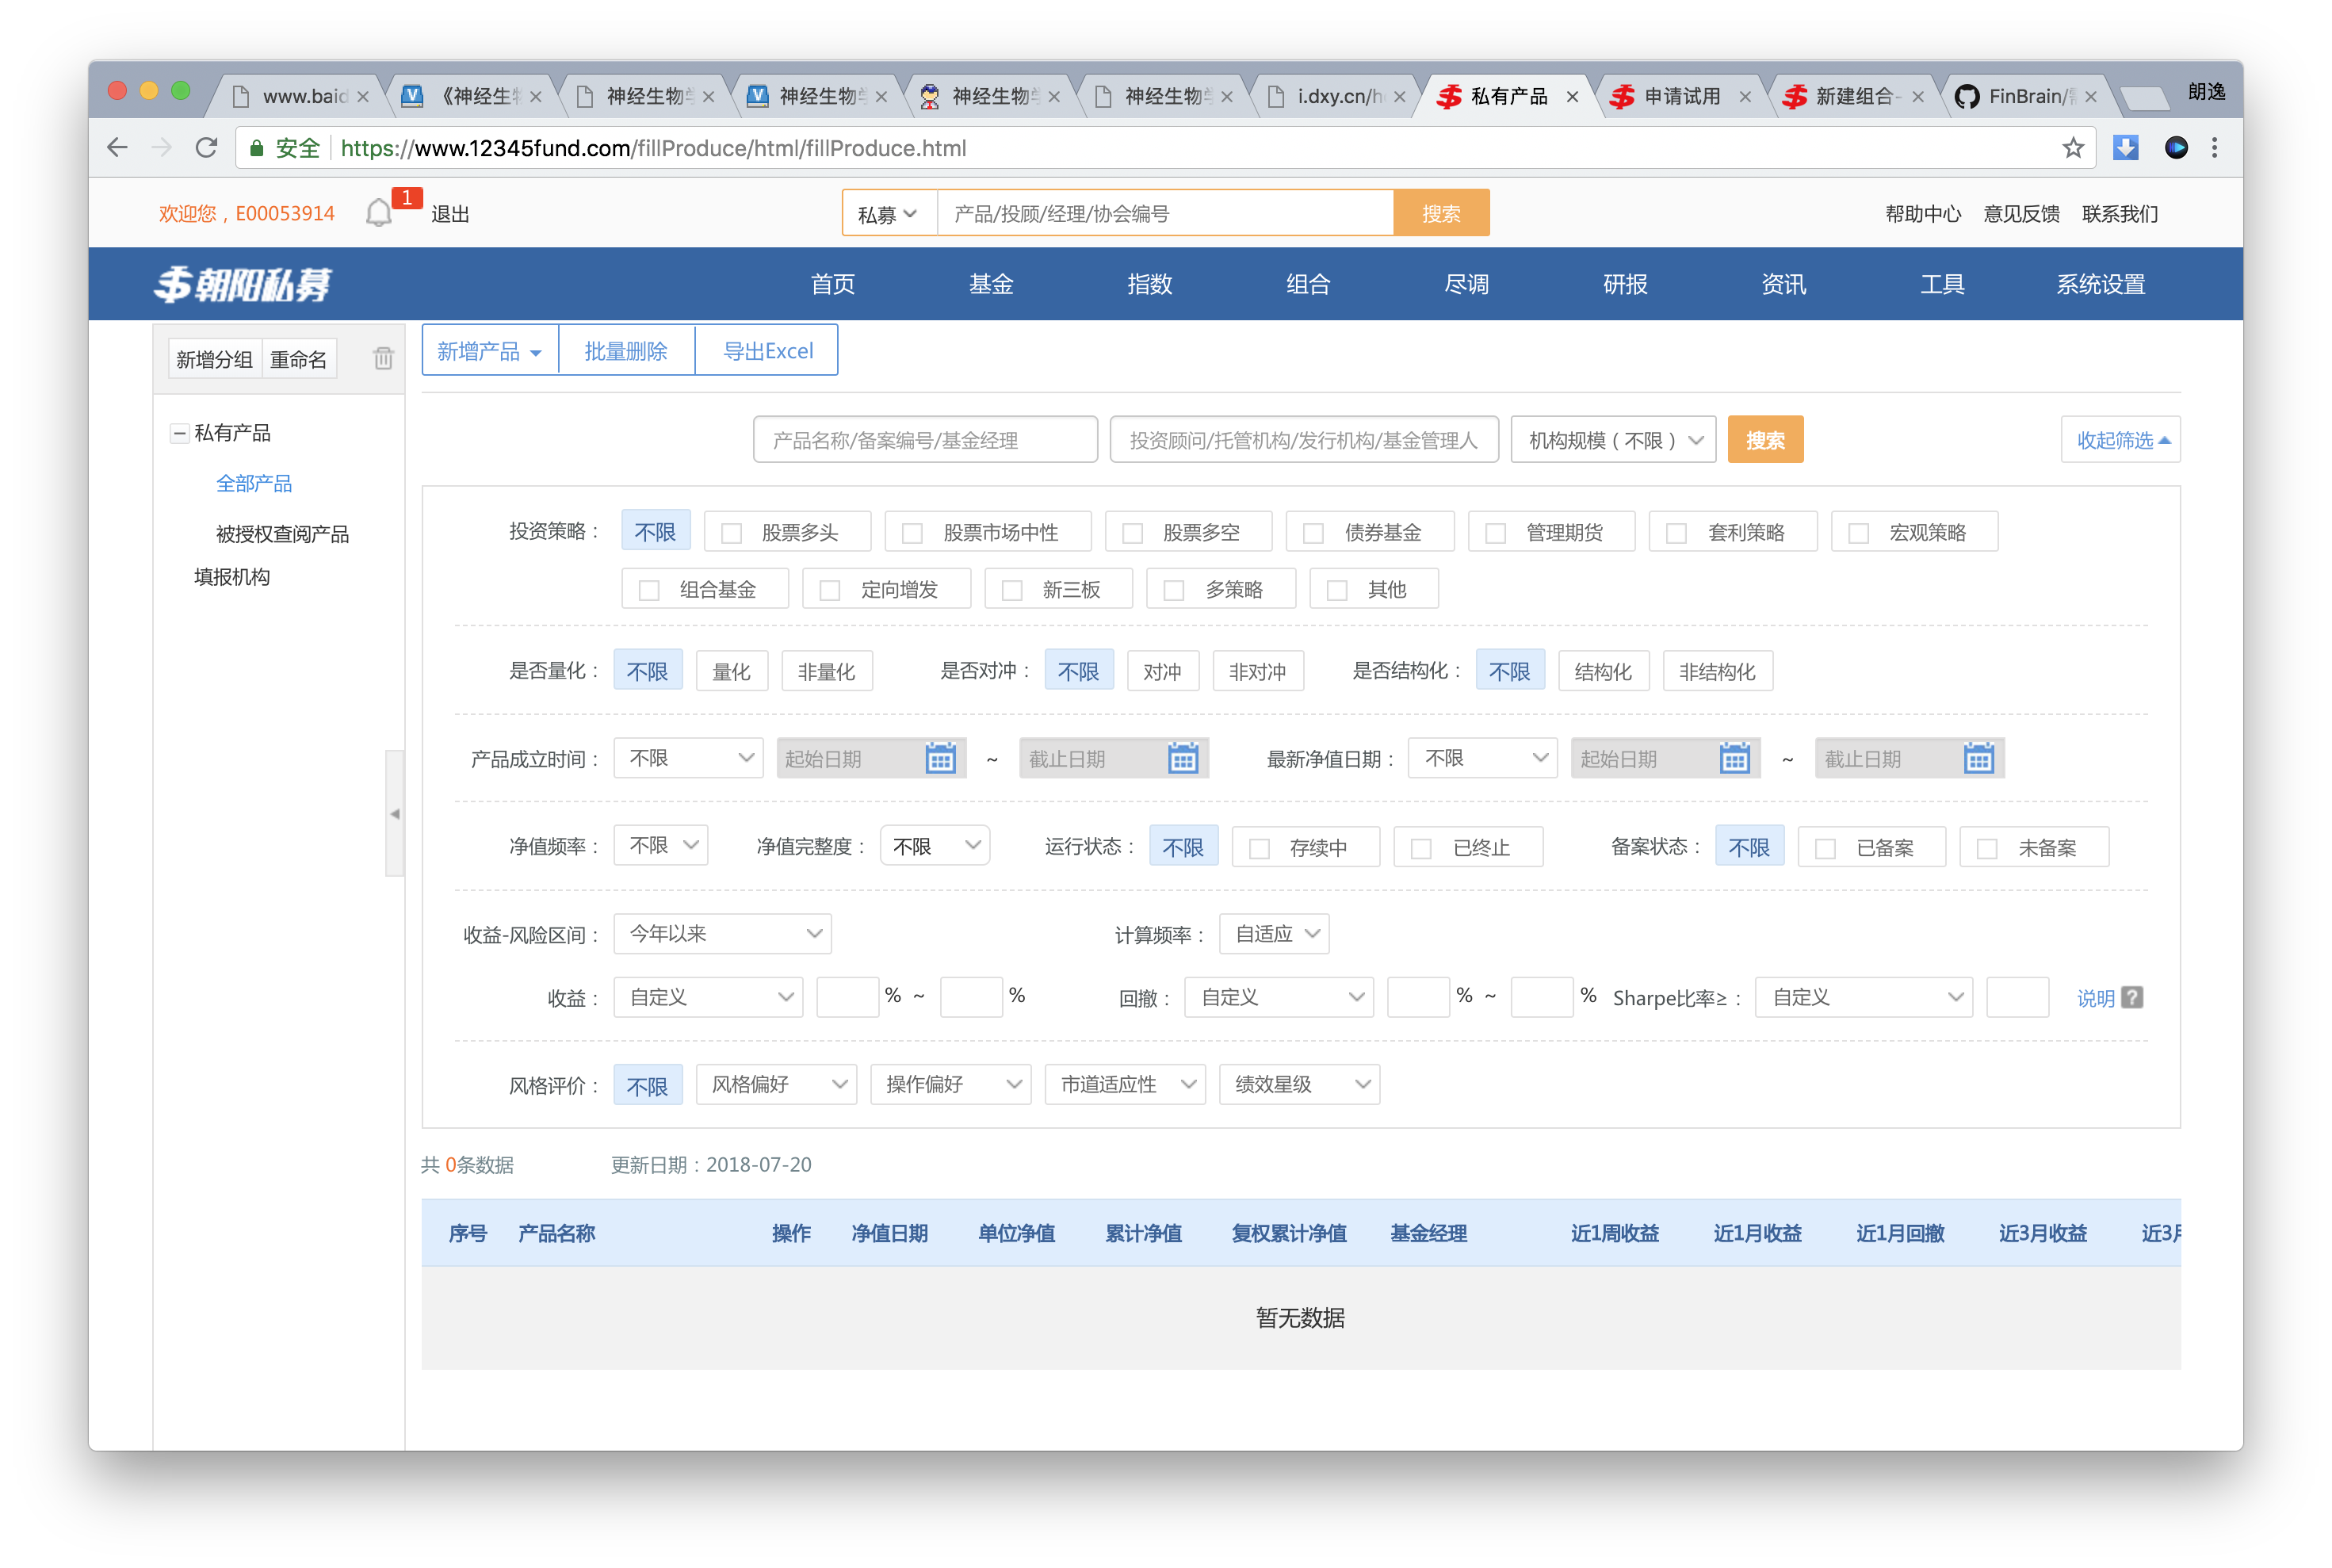 www.baid
《神经生物
神经生物学
神经生物学
神经生物学
神经生物学
i.dxy.cn/h
私有产品
申请试用
新建组合-
FinBrain/
朗逸
安全 https://www.12345fund.com/fillProduce/html/fillProduce.html
欢迎您，E00053914 1 退出 私募 产品/投顾/经理/协会编号 搜索 帮助中心 意见反馈 联系我们
朝阳私募 首页 基金 指数 组合 尽调 研报 资讯 工具 系统设置
新增分组 重命名
私有产品
全部产品
被授权查阅产品
填报机构
新增产品 批量删除 导出Excel
产品名称/备案编号/基金经理 投资顾问/托管机构/发行机构/基金管理人 机构规模（不限） 搜索 收起筛选
投资策略： 不限 股票多头 股票市场中性 股票多空 债券基金 管理期货 套利策略 宏观策略
组合基金 定向增发 新三板 多策略 其他
是否量化： 不限 量化 非量化 是否对冲： 不限 对冲 非对冲 是否结构化： 不限 结构化 非结构化
产品成立时间： 不限 起始日期 ~ 截止日期 最新净值日期： 不限 起始日期 ~ 截止日期
净值频率： 不限 净值完整度： 不限 运行状态： 不限 存续中 已终止 备案状态： 不限 已备案 未备案
收益-风险区间： 今年以来 计算频率： 自适应
收益： 自定义 % ~ % 回撤： 自定义 % ~ % Sharpe比率≥： 自定义 说明 ?
风格评价： 不限 风格偏好 操作偏好 市道适应性 绩效星级
共 0条数据 更新日期：2018-07-20
序号 产品名称 操作 净值日期 单位净值 累计净值 复权累计净值 基金经理 近1周收益 近1月收益 近1月回撤 近3月收益 近3月
暂无数据